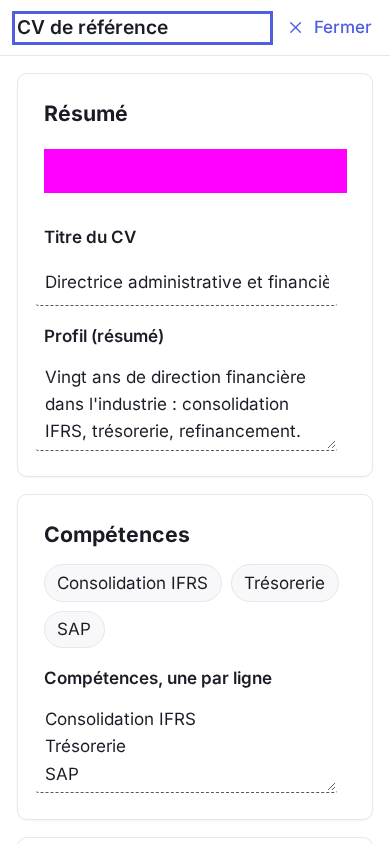 CV de référence
Fermer
Résumé
Titre du CV
Directrice administrative et financiè
Profil (résumé)
Vingt ans de direction financière
dans l'industrie : consolidation
IFRS, trésorerie, refinancement.
Compétences
Consolidation IFRS
Trésorerie
SAP
Compétences, une par ligne
Consolidation IFRS
Trésorerie
SAP